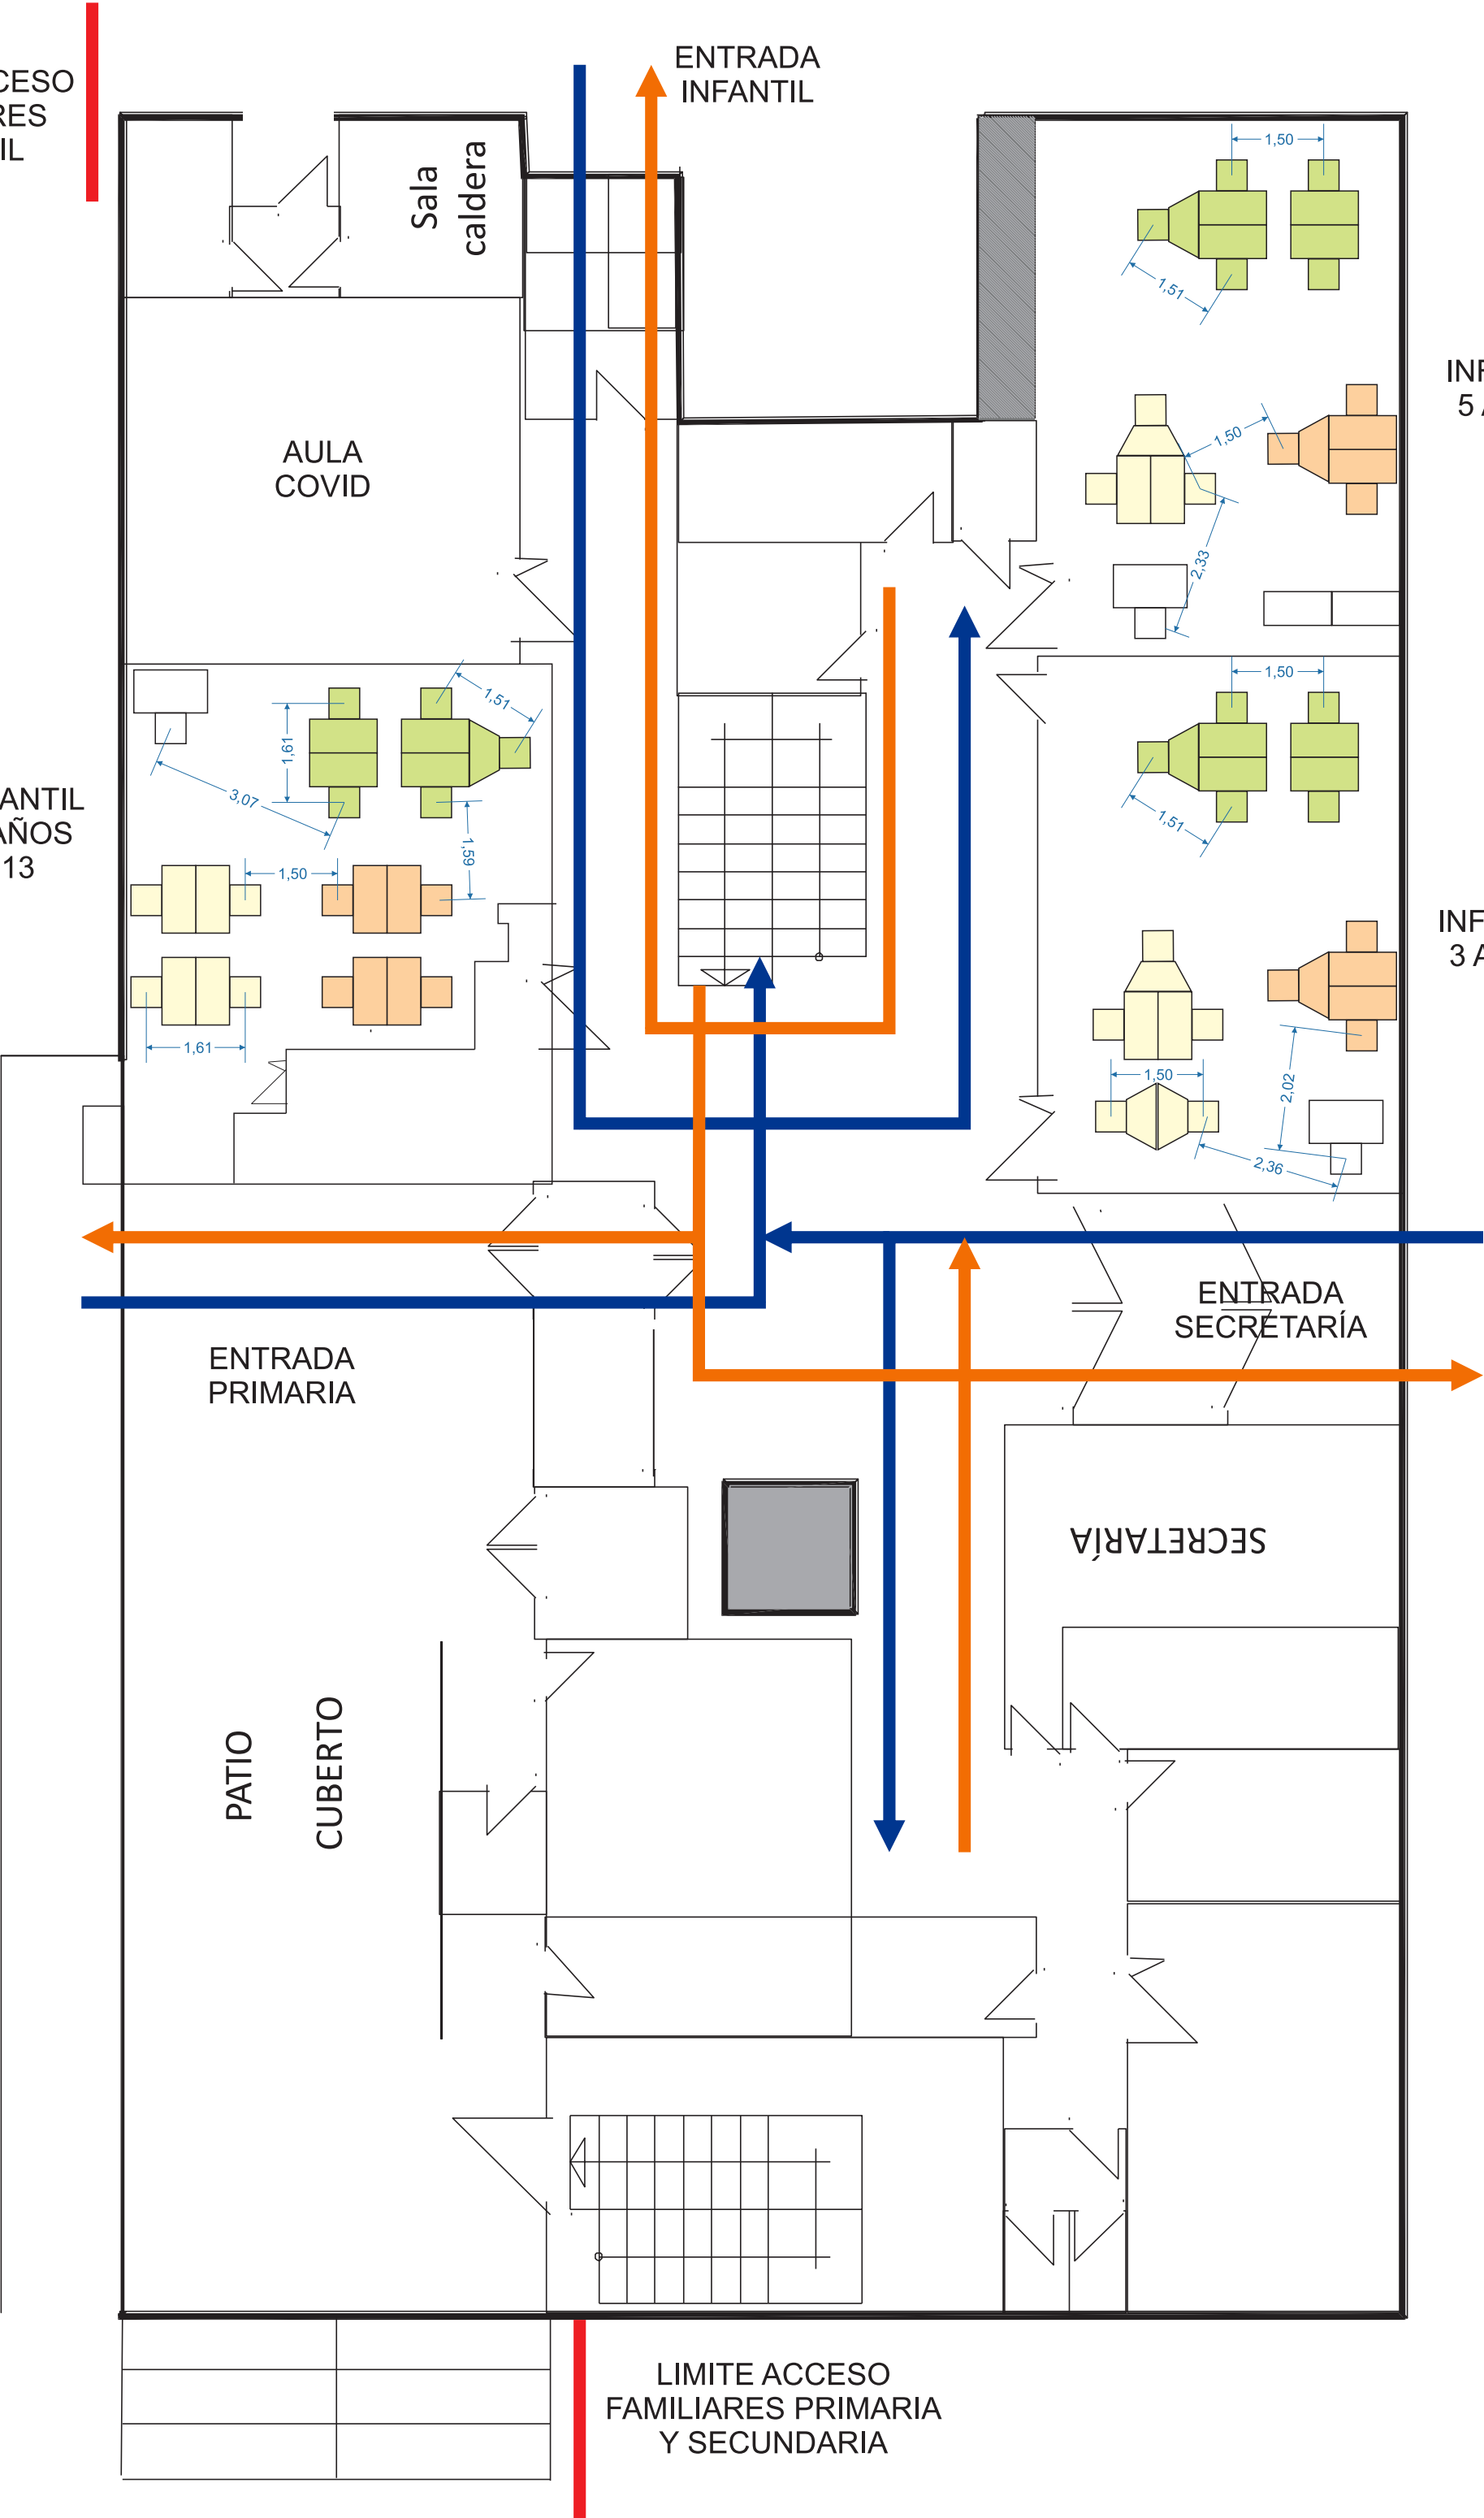 ENTRADA
INFANTIL
CESO
RES
IL
Sala
caldera
1,50
1,51
INF
5 A
1,50
2,33
AULA
COVID
1,51
1,61
3,07
1,59
1,50
1,61
ANTIL
AÑOS
13
1,50
1,51
INF
3 A
1,50
2,02
2,36
ENTRADA
SECRETARÍA
ENTRADA
PRIMARIA
SECRETARÍA
PATIO
CUBERTO
LIMITE ACCESO
FAMILIARES PRIMARIA
Y SECUNDARIA